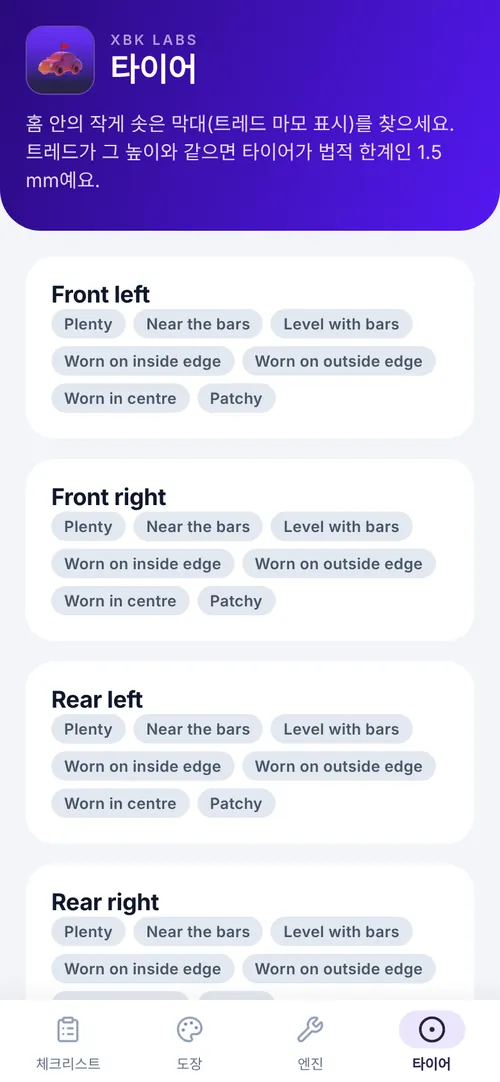 XBK LABS
타이어
홈 안의 작게 솟은 막대(트레드 마모 표시)를 찾으세요.
트레드가 그 높이와 같으면 타이어가 법적 한계인 1.5
mm예요.
Front left
Plenty Near the bars Level with bars
Worn on inside edge Worn on outside edge
Worn in centre Patchy
Front right
Plenty Near the bars Level with bars
Worn on inside edge Worn on outside edge
Worn in centre Patchy
Rear left
Plenty Near the bars Level with bars
Worn on inside edge Worn on outside edge
Worn in centre Patchy
Rear right
Plenty Near the bars Level with bars
Worn on inside edge Worn on outside edge
체크리스트 도장 엔진 타이어